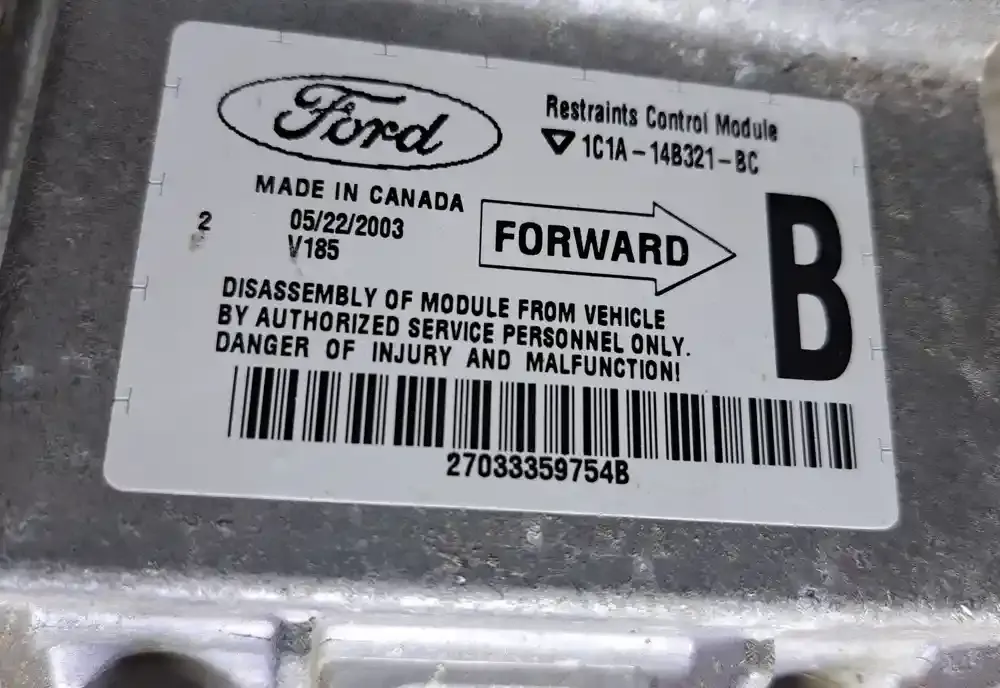 Ford
Restraints Control Module
1C1A-14B321-BC
MADE IN CANADA
2
05/22/2003
V185
FORWARD
B
DISASSEMBLY OF MODULE FROM VEHICLE
BY AUTHORIZED SERVICE PERSONNEL ONLY.
DANGER OF INJURY AND MALFUNCTION!
27033359754B